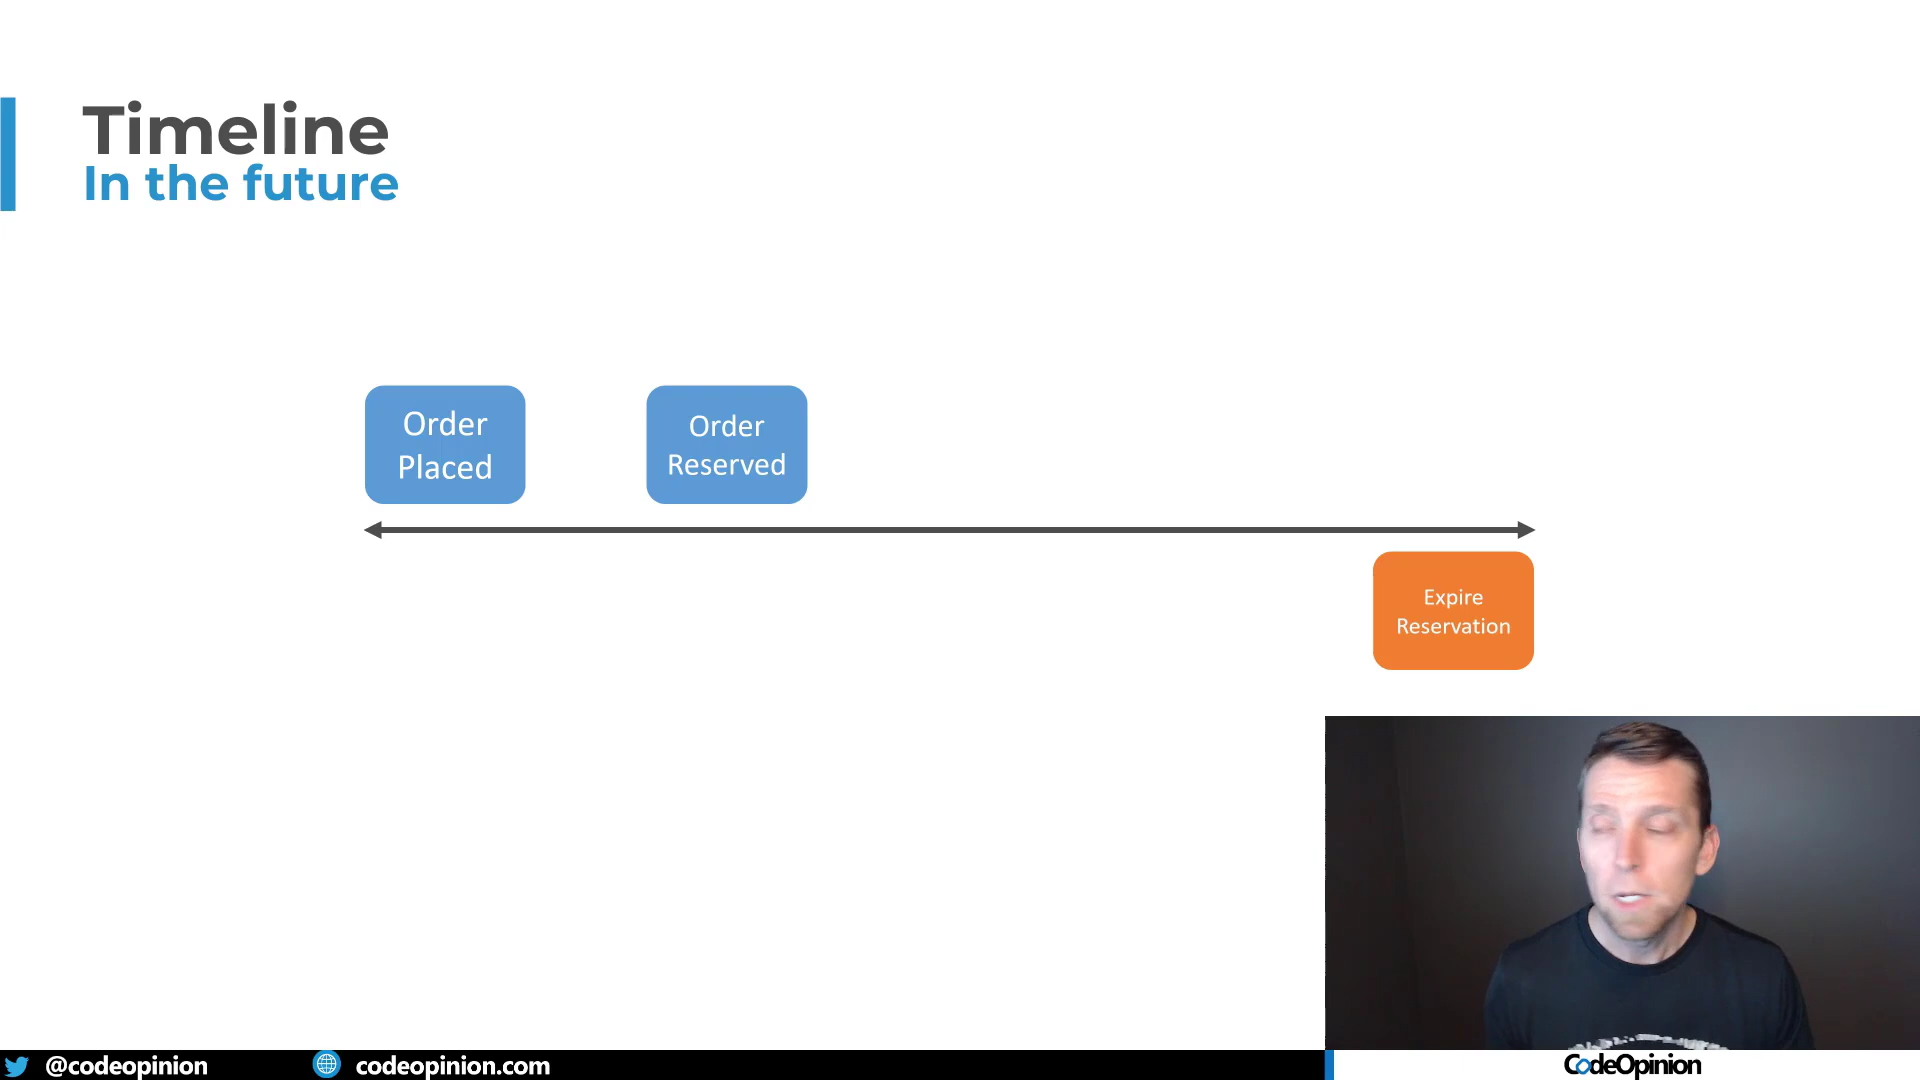 Timeline
In the future
Order
Placed
Order
Reserved
Expire
Reservation
@codeopinion
codeopinion.com
CodeOpinion